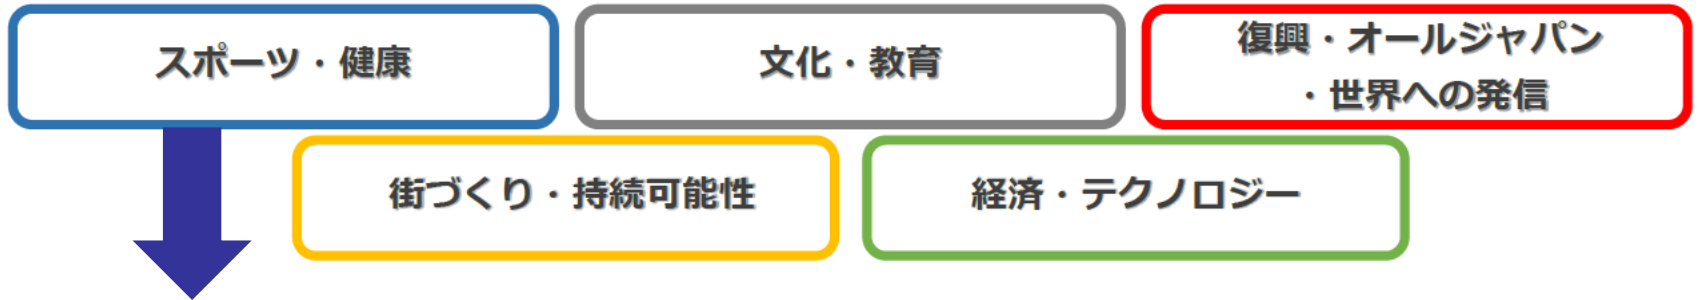 スポーツ・健康
文化・教育
復興・オールジャパン
・世界への発信
街づくり・持続可能性
経済・テクノロジー